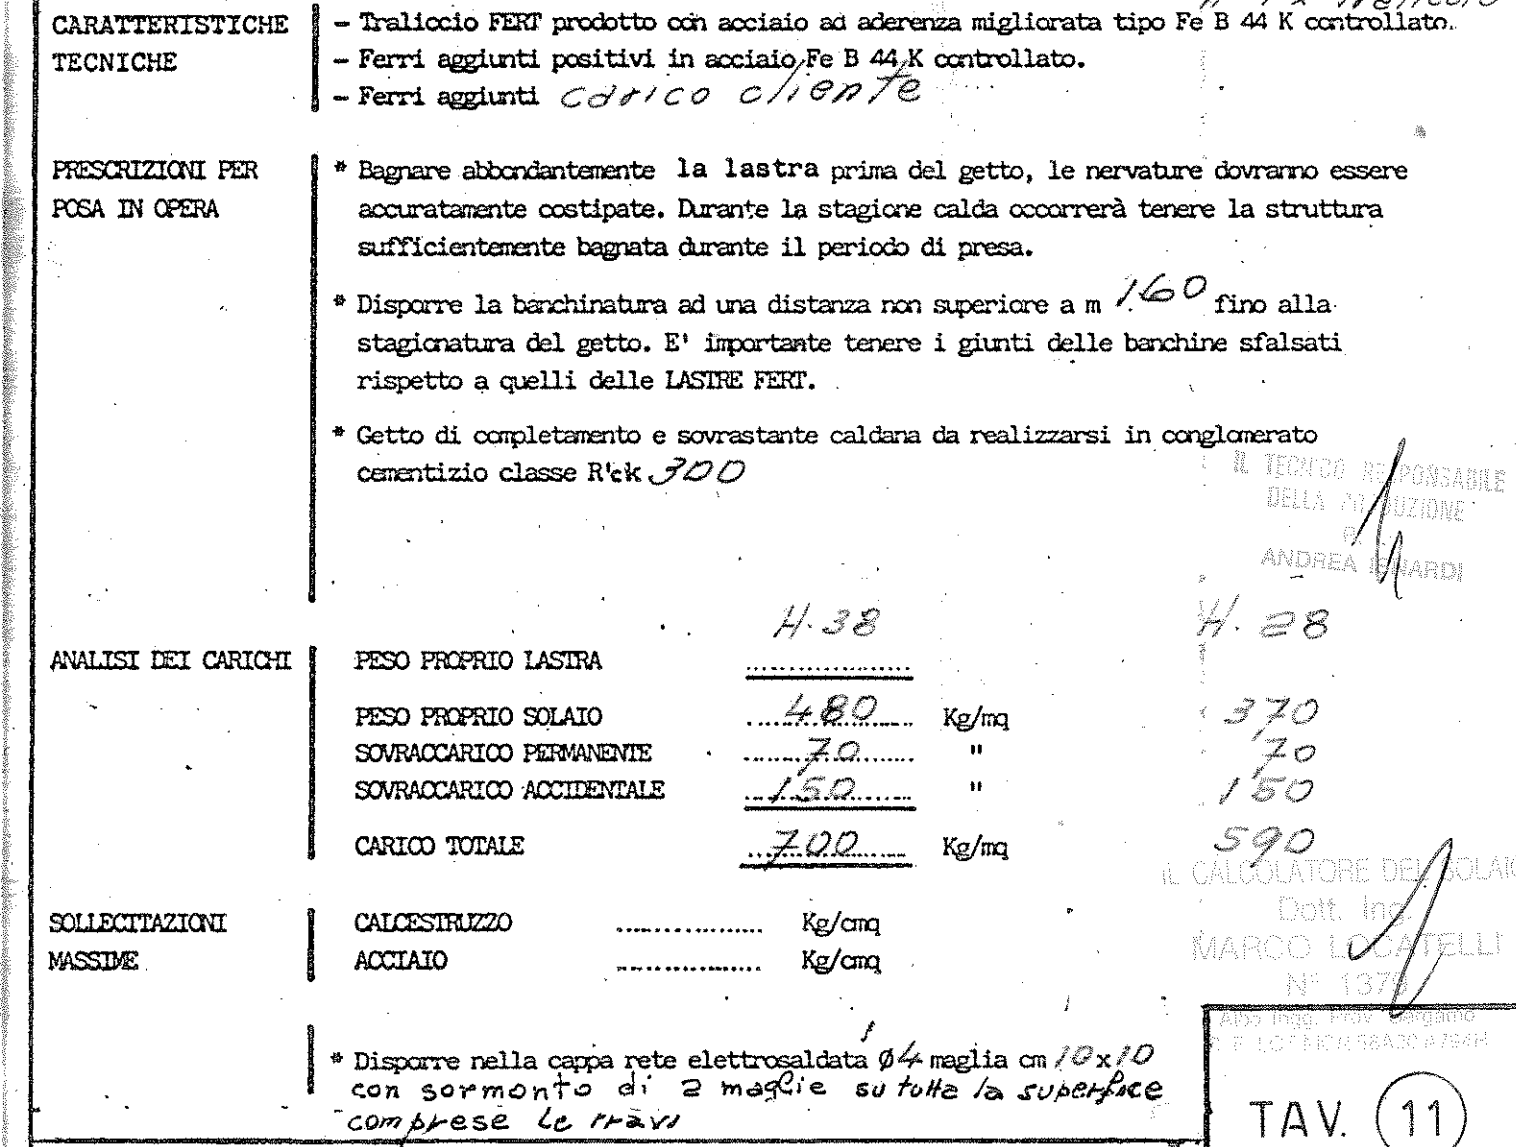 CARATTERISTICHE TECNICHE
- Traliccio FERT prodotto con acciaio ad aderenza migliorata tipo Fe B 44 K controllato.
- Ferri aggiunti positivi in acciaio Fe B 44 K controllato.
- Ferri aggiunti carico cliente
PRESCRIZIONI PER POSA IN OPERA
* Bagnare abbondantemente la lastra prima del getto, le nervature dovranno essere
accuratamente costipate. Durante la stagione calda occorrerà tenere la struttura
sufficientemente bagnata durante il periodo di presa.
* Disporre la banchinatura ad una distanza non superiore a m 1.60 fino alla
stagionatura del getto. E' importante tenere i giunti delle banchine sfalsati
rispetto a quelli delle LASTRE FERT.
* Getto di completamento e sovrastante caldana da realizzarsi in conglomerato
cementizio classe R'ck 300
IL TECNICO RESPONSABILE
DELLA PRODUZIONE
ANDREA
H.38 H.28
ANALISI DEI CARICHI
PESO PROPRIO LASTRA ..................
PESO PROPRIO SOLAIO 480 Kg/mq 370
SOVRACCARICO PERMANENTE 70 " 70
SOVRACCARICO ACCIDENTALE 150 " 150
CARICO TOTALE 700 Kg/mq 590
IL CALCOLATORE DEL SOLAIO
Dott. Ing.
MARCO LOCATELLI
N° 1378
Albo Ingg. Prov. Bergamo
SOLLECITAZIONI MASSIME
CALCESTRUZZO ................. Kg/cmq
ACCIAIO ................. Kg/cmq
* Disporre nella cappa rete elettrosaldata ø4 maglia cm 10x10
con sormonto di 2 maglie su tutta la superfice
comprese le travi
TAV. 11